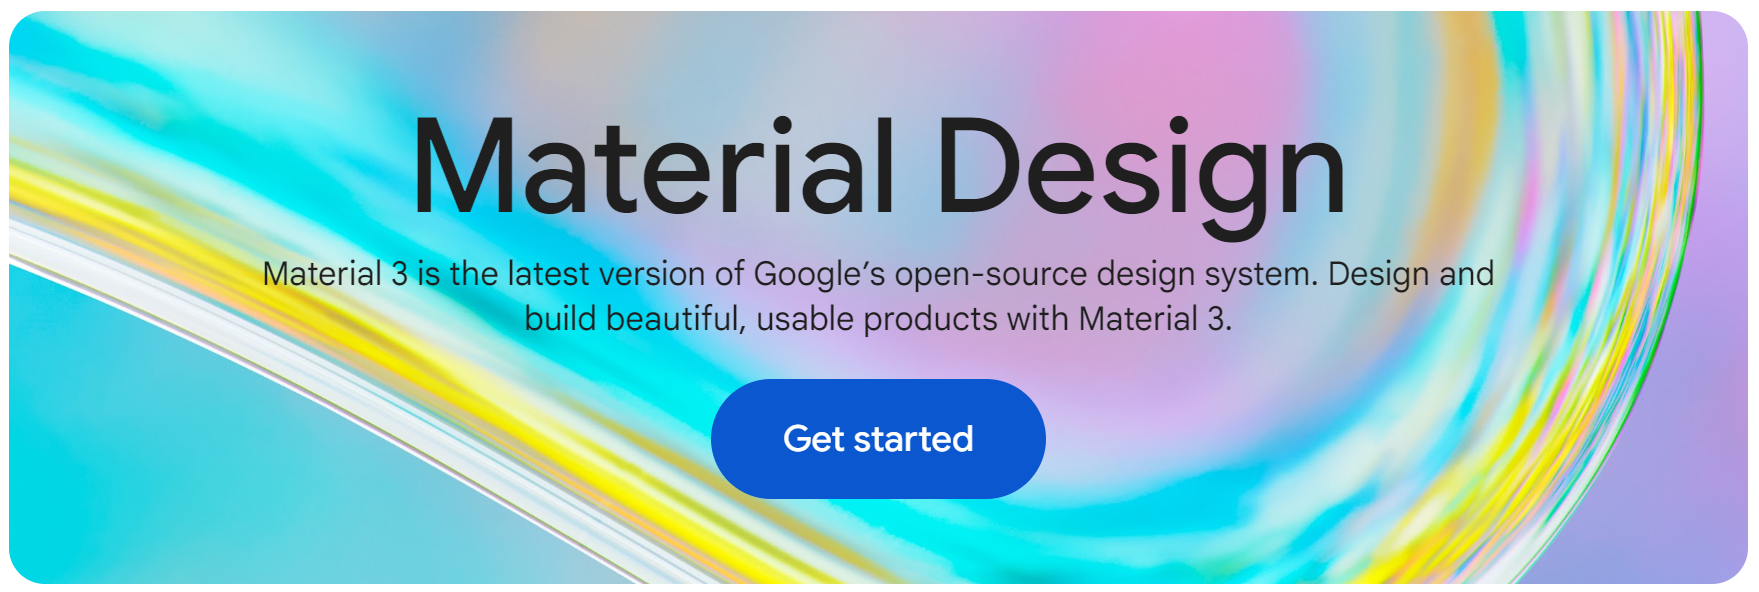 Material Design
Material 3 is the latest version of Google’s open-source design system. Design and
build beautiful, usable products with Material 3.
Get started